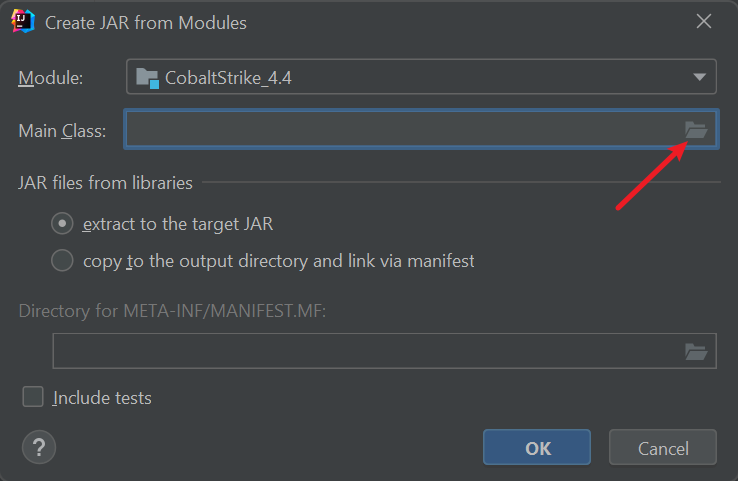 Create JAR from Modules
Module: CobaltStrike_4.4
Main Class:
JAR files from libraries
extract to the target JAR
copy to the output directory and link via manifest
Directory for META-INF/MANIFEST.MF:
Include tests
? OK Cancel